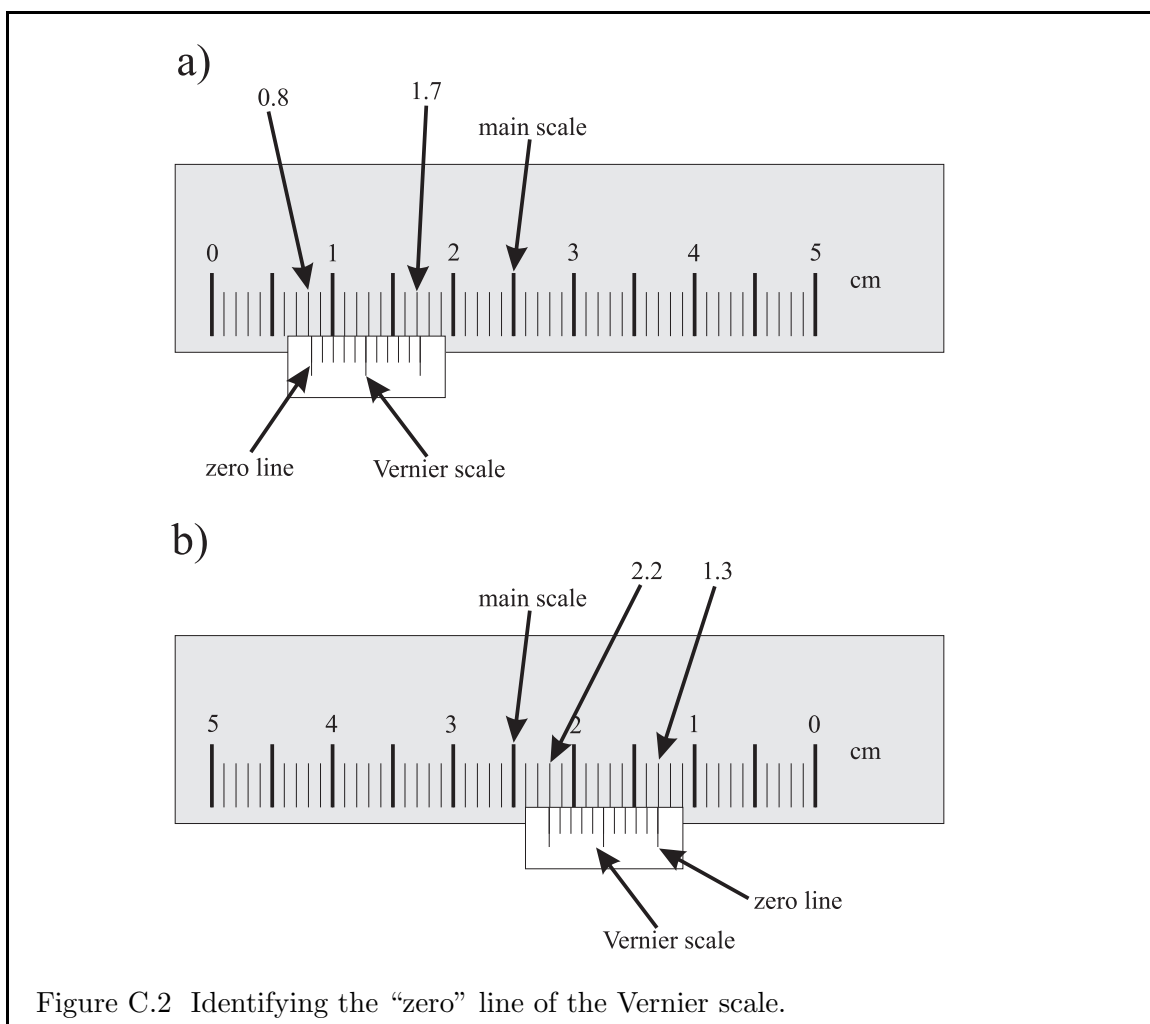 a)
0.8
1.7
main scale
0 1 2 3 4 5
cm
zero line
Vernier scale
b)
2.2
1.3
main scale
5 4 3 2 1 0
cm
zero line
Vernier scale
Figure C.2 Identifying the “zero” line of the Vernier scale.